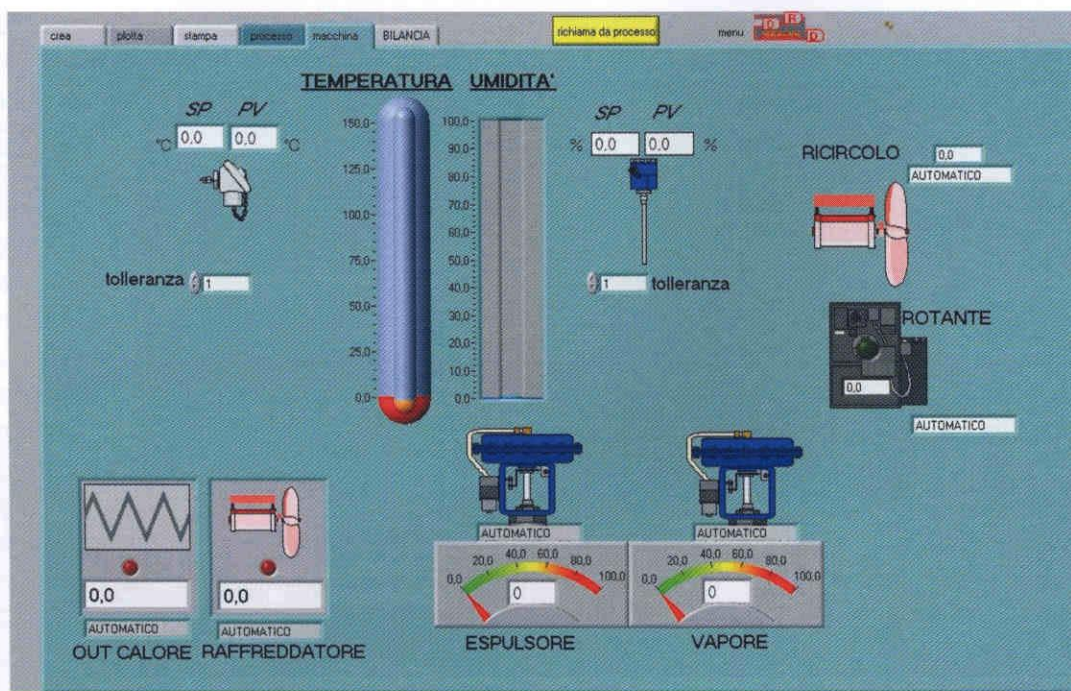 crea plotta stampa processo macchina BILANCIA richiama da processo menu
TEMPERATURA UMIDITA'
SP PV
°C 0,0 0,0 °C
% 0,0 0,0 %
150,0
125,0
100,0
75,0
50,0
25,0
0,0
100,0
90,0
80,0
70,0
60,0
50,0
40,0
30,0
20,0
10,0
0,0
tolleranza 1
1 tolleranza
RICIRCOLO 0,0
AUTOMATICO
ROTANTE
0,0
AUTOMATICO
0,0
AUTOMATICO
OUT CALORE
0,0
AUTOMATICO
RAFFREDDATORE
AUTOMATICO
0,0 20,0 40,0 60,0 80,0 100,0
0
ESPULSORE
AUTOMATICO
0,0 20,0 40,0 60,0 80,0 100,0
0
VAPORE